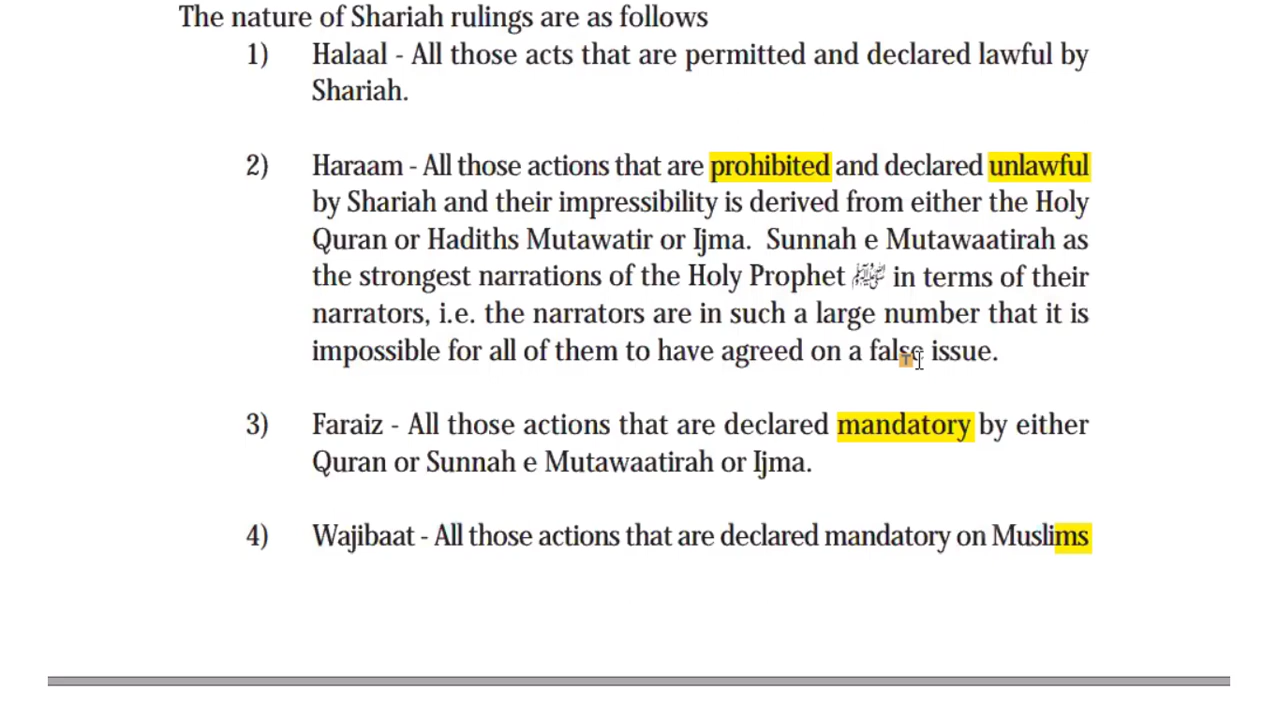 The nature of Shariah rulings are as follows
1) Halaal - All those acts that are permitted and declared lawful by
Shariah.
2) Haraam - All those actions that are prohibited and declared unlawful
by Shariah and their impressibility is derived from either the Holy
Quran or Hadiths Mutawatir or Ijma. Sunnah e Mutawaatirah as
the strongest narrations of the Holy Prophet ﷺ in terms of their
narrators, i.e. the narrators are in such a large number that it is
impossible for all of them to have agreed on a false issue.
3) Faraiz - All those actions that are declared mandatory by either
Quran or Sunnah e Mutawaatirah or Ijma.
4) Wajibaat - All those actions that are declared mandatory on Muslims